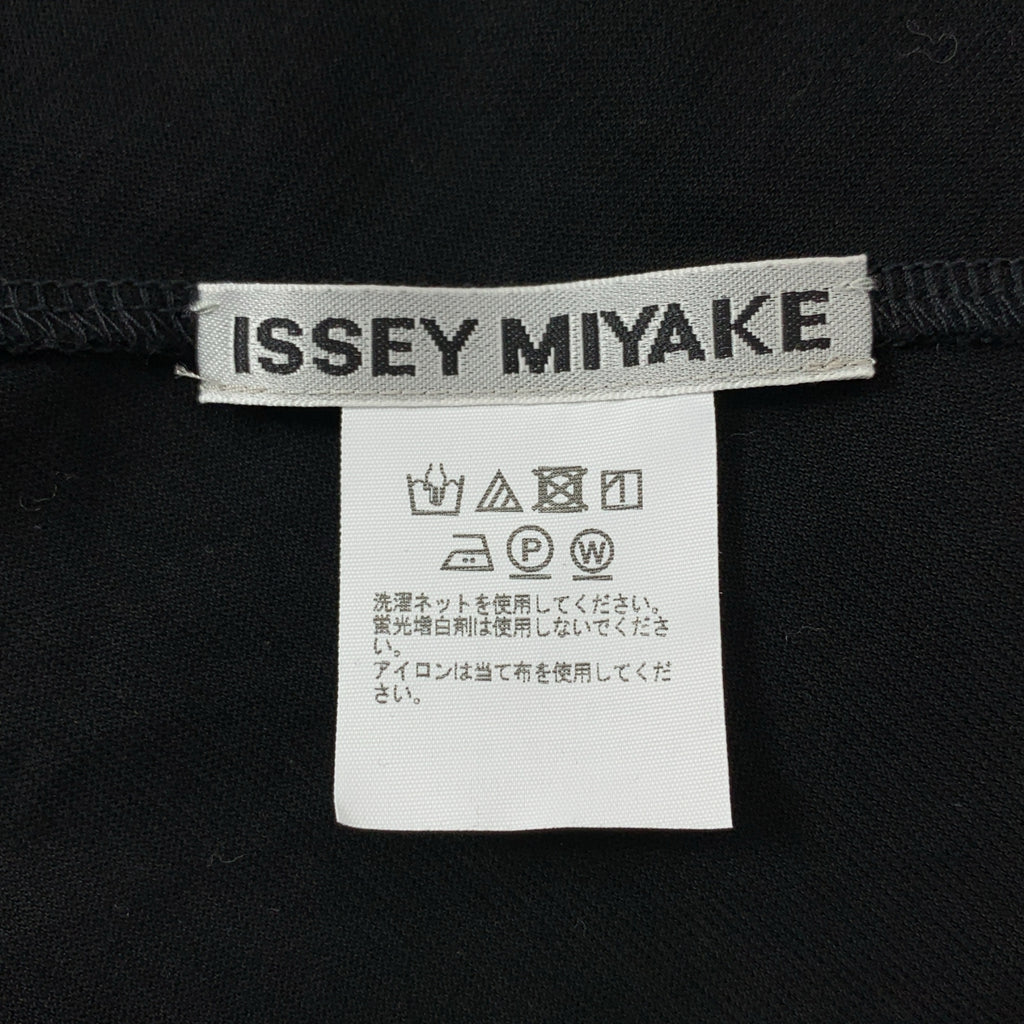 ISSEY MIYAKE
P W
洗濯ネットを使用してください。
蛍光増白剤は使用しないでくださ
い。
アイロンは当て布を使用してくだ
さい。